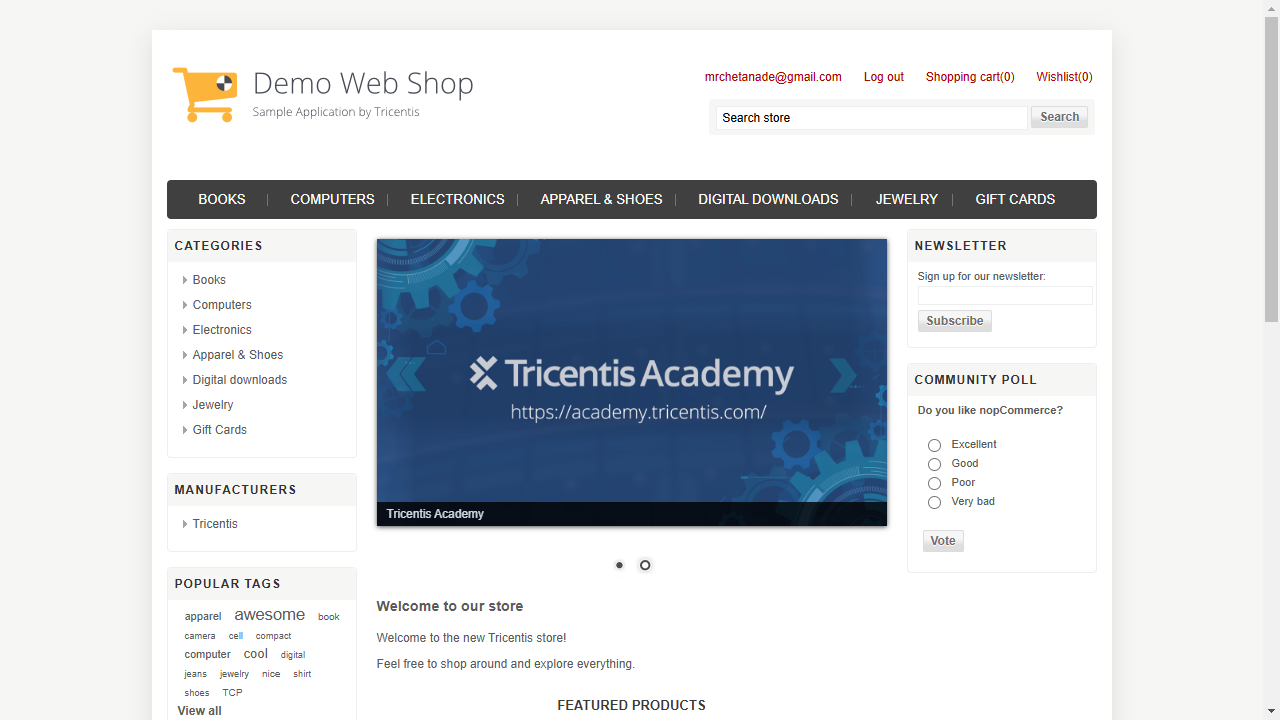 Demo Web Shop
Sample Application by Tricentis
mrchetanade@gmail.com Log out Shopping cart(0) Wishlist(0)
Search store Search
BOOKS COMPUTERS ELECTRONICS APPAREL & SHOES DIGITAL DOWNLOADS JEWELRY GIFT CARDS
CATEGORIES
Books
Computers
Electronics
Apparel & Shoes
Digital downloads
Jewelry
Gift Cards
MANUFACTURERS
Tricentis
POPULAR TAGS
apparel awesome book
camera cell compact
computer cool digital
jeans jewelry nice shirt
shoes TCP
View all
Tricentis Academy
https://academy.tricentis.com/
Tricentis Academy
Welcome to our store
Welcome to the new Tricentis store!
Feel free to shop around and explore everything.
FEATURED PRODUCTS
NEWSLETTER
Sign up for our newsletter:
Subscribe
COMMUNITY POLL
Do you like nopCommerce?
Excellent
Good
Poor
Very bad
Vote